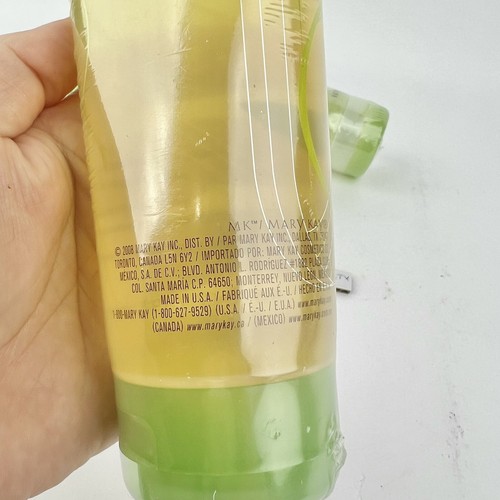 MK™/ MARY KAY
© 2008 MARY KAY INC., DIST. BY / PAR MARY KAY INC., DALLAS, TX
TORONTO, CANADA L5N 6Y2 / IMPORTADO POR: MARY KAY COSMETICS
MEXICO, S.A. DE C.V.; BLVD. ANTONIO L. RODRIGUEZ #1882
COL. SANTA MARIA C.P. 64650; MONTERREY, NUEVO LEON
MADE IN U.S.A. / FABRIQUÉ AUX É.-U. / HECHO EN
1-800-MARY KAY (1-800-627-9529) (U.S.A. / É.-U. / E.U.A.) www.marykay
(CANADA) www.marykay.ca / (MEXICO) www.marykay